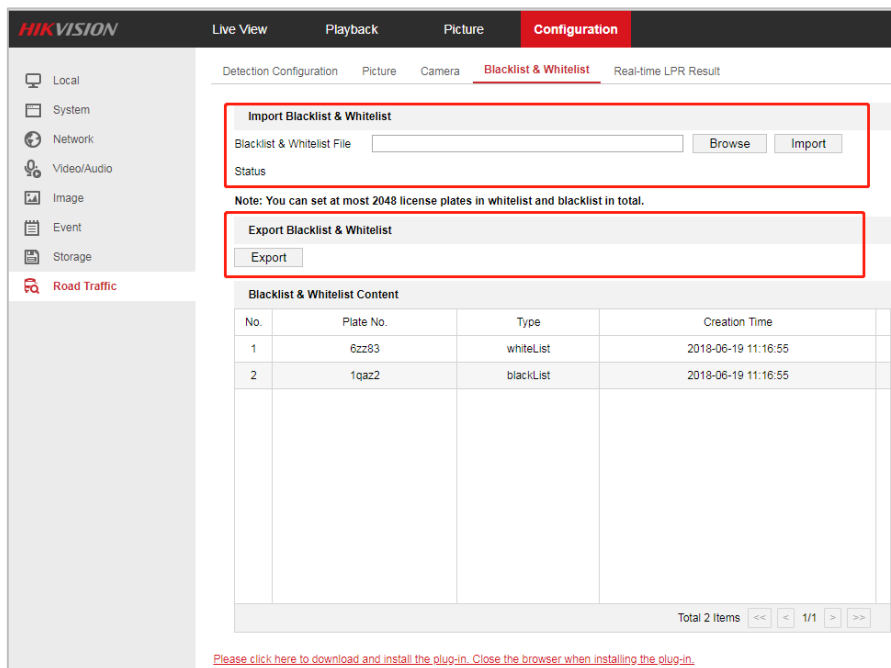 HIKVISION Live View Playback Picture Configuration
Local
System
Network
Video/Audio
Image
Event
Storage
Road Traffic
Detection Configuration Picture Camera Blacklist & Whitelist Real-time LPR Result
Import Blacklist & Whitelist
Blacklist & Whitelist File Browse Import
Status
Note: You can set at most 2048 license plates in whitelist and blacklist in total.
Export Blacklist & Whitelist
Export
Blacklist & Whitelist Content
No. Plate No. Type Creation Time
1 6zz83 whiteList 2018-06-19 11:16:55
2 1qaz2 blackList 2018-06-19 11:16:55
Total 2 Items << < 1/1 > >>
Please click here to download and install the plug-in. Close the browser when installing the plug-in.